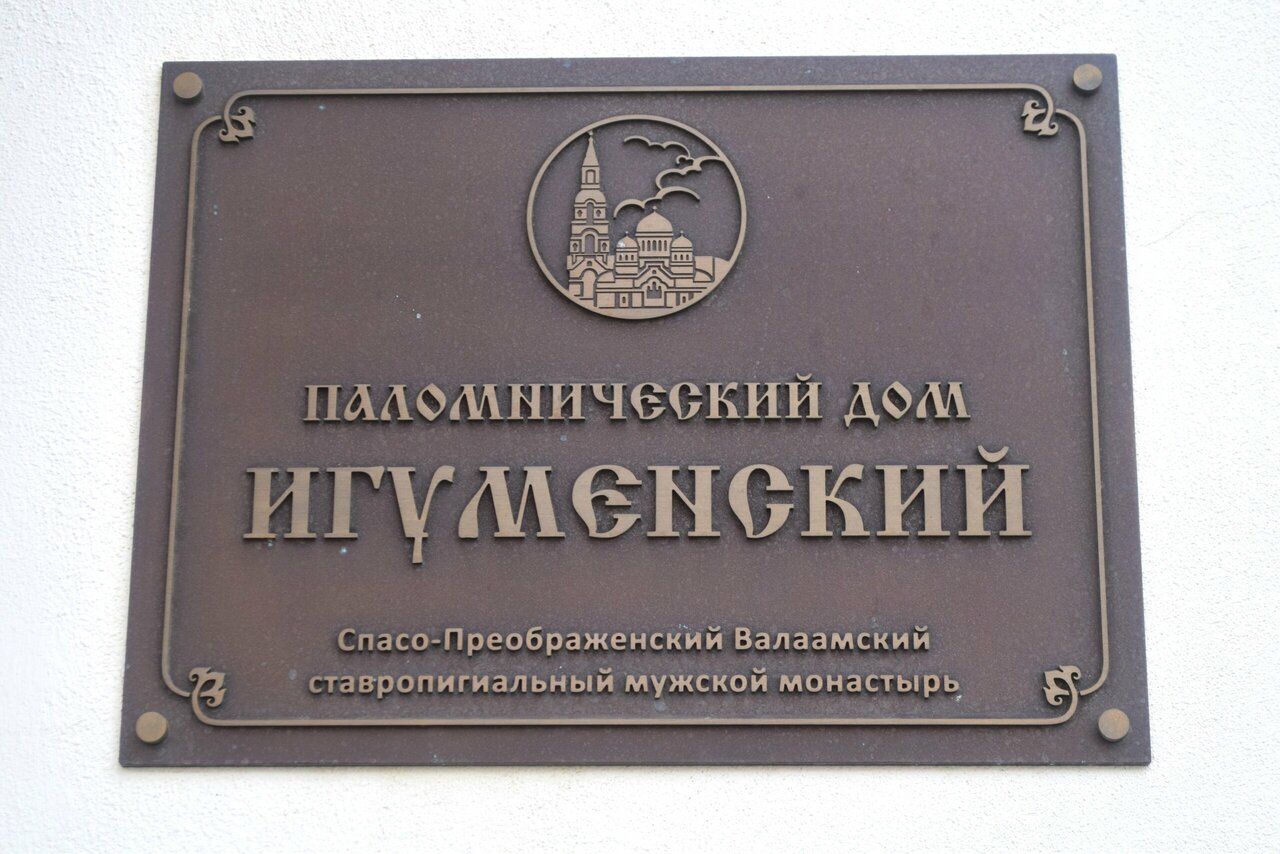 ПАЛОМНИЧЕСКИЙ ДОМ
ИГУМЕНСКИЙ
Спасо-Преображенский Валаамский
ставропигиальный мужской монастырь